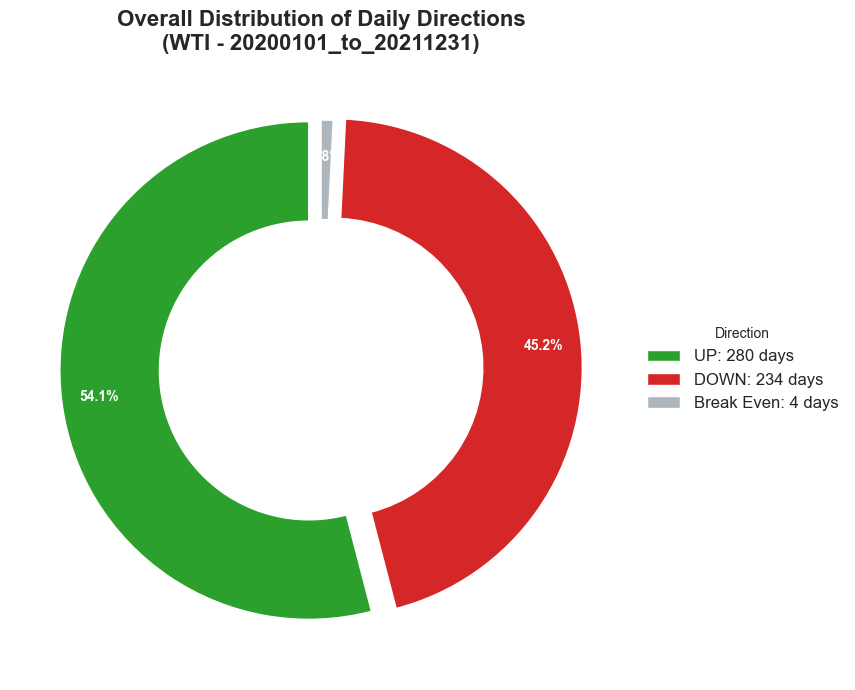 Overall Distribution of Daily Directions
(WTI - 20200101_to_20211231)
54.1%
45.2%
Direction
UP: 280 days
DOWN: 234 days
Break Even: 4 days